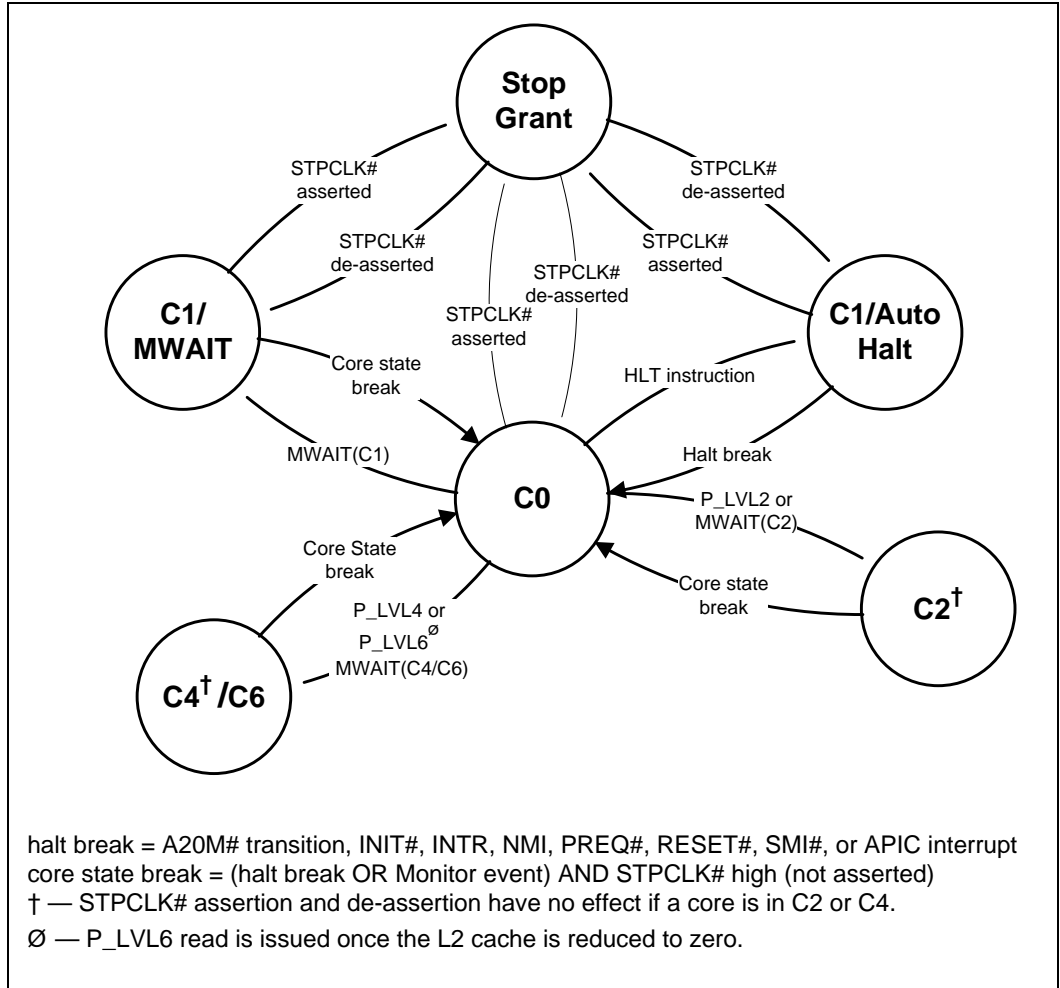 Stop
Grant
STPCLK#
asserted
STPCLK#
de-asserted
STPCLK#
de-asserted
STPCLK#
asserted
STPCLK#
de-asserted
STPCLK#
asserted
C1/
MWAIT
C1/Auto
Halt
Core state
break
HLT instruction
MWAIT(C1)
Halt break
C0
P_LVL2 or
MWAIT(C2)
Core State
break
Core state
break
P_LVL4 or
P_LVL6Ø
MWAIT(C4/C6)
C2†
C4† /C6
halt break = A20M# transition, INIT#, INTR, NMI, PREQ#, RESET#, SMI#, or APIC interrupt
core state break = (halt break OR Monitor event) AND STPCLK# high (not asserted)
† — STPCLK# assertion and de-assertion have no effect if a core is in C2 or C4.
Ø — P_LVL6 read is issued once the L2 cache is reduced to zero.